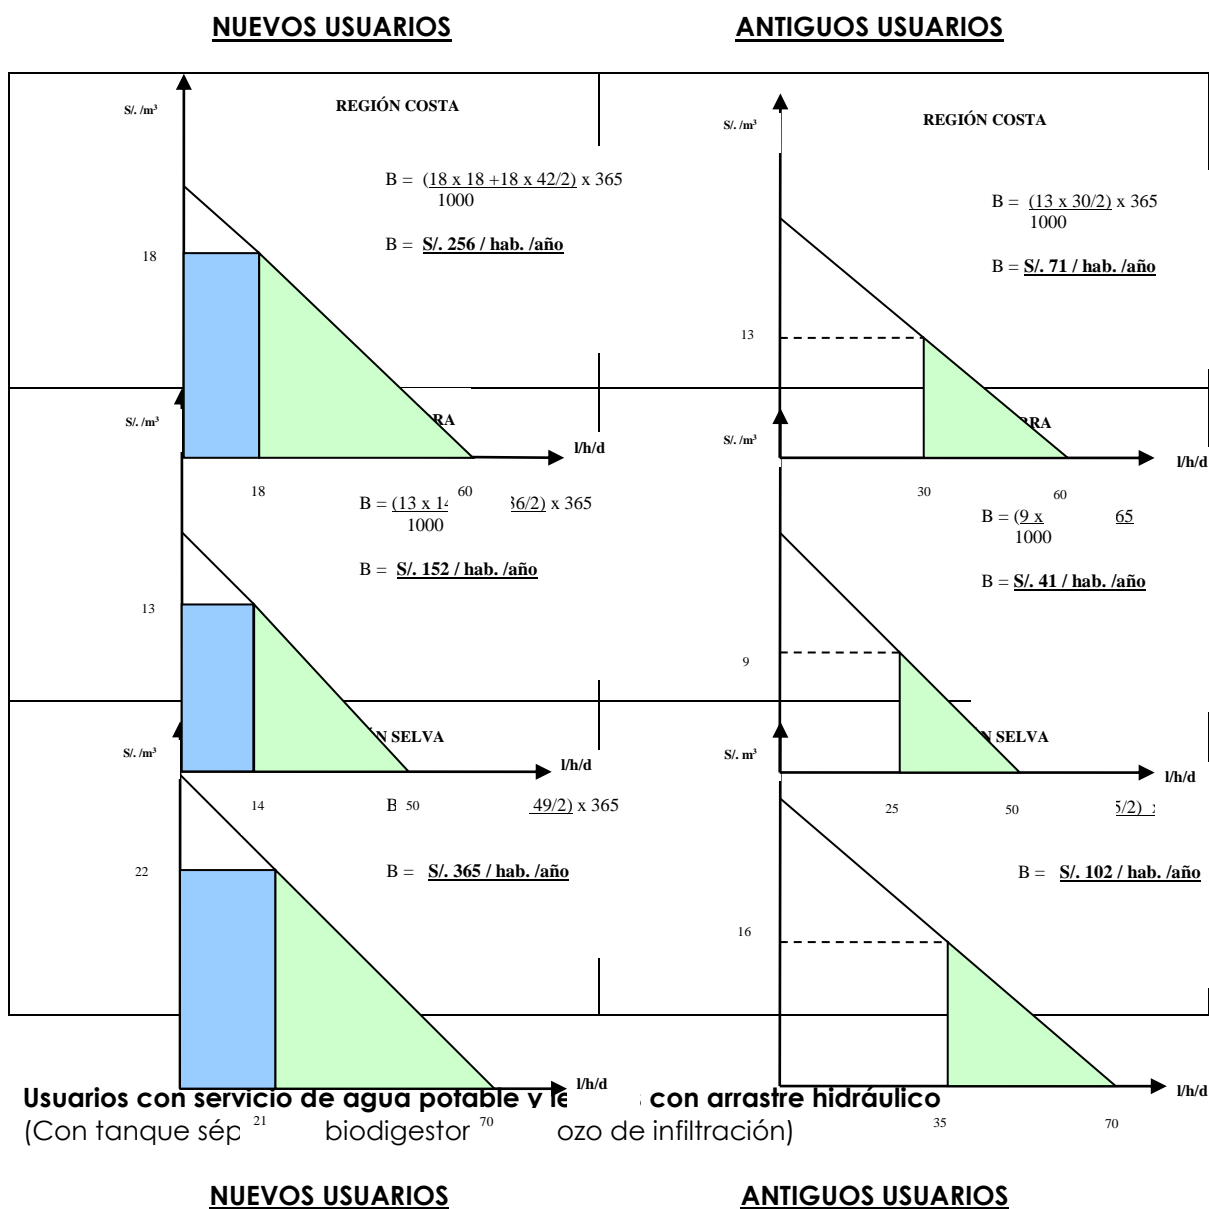 NUEVOS USUARIOS
ANTIGUOS USUARIOS
S/. /m³
REGIÓN COSTA
B = (18 x 18 +18 x 42/2) x 365
1000
B = S/. 256 / hab. /año
18
18
60
l/h/d
S/. /m³
REGIÓN COSTA
B = (13 x 30/2) x 365
1000
B = S/. 71 / hab. /año
13
30
60
l/h/d
S/. /m³
B = (13 x 36/2) x 365
1000
B = S/. 152 / hab. /año
13
14
50
l/h/d
S/. /m³
B = (9 x
1000
B = S/. 41 / hab. /año
9
25
50
l/h/d
S/. /m³
SELVA
B 49/2) x 365
B = S/. 365 / hab. /año
22
21
70
l/h/d
S/. m³
SELVA
B = S/. 102 / hab. /año
16
35
70
l/h/d
Usuarios con servicio de agua potable y con arrastre hidráulico
(Con tanque biodigestor de infiltración)
NUEVOS USUARIOS
ANTIGUOS USUARIOS